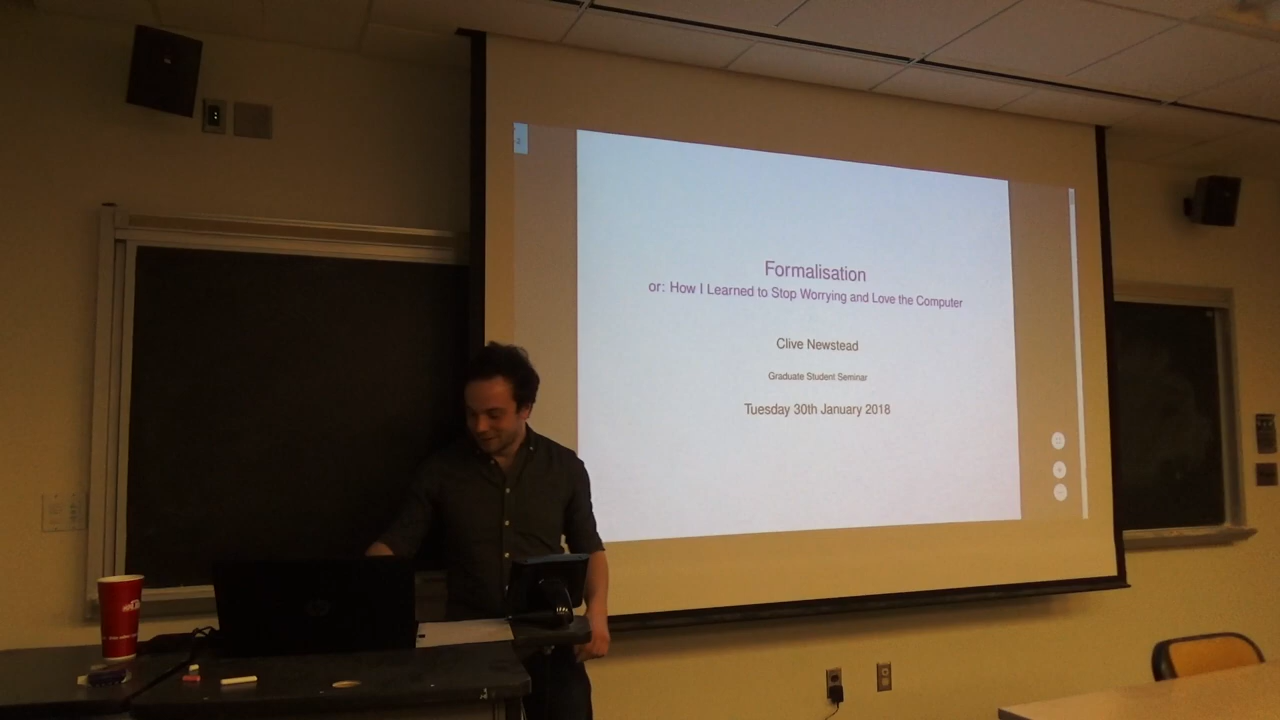 Formalisation
or: How I Learned to Stop Worrying and Love the Computer
Clive Newstead
Graduate Student Seminar
Tuesday 30th January 2018